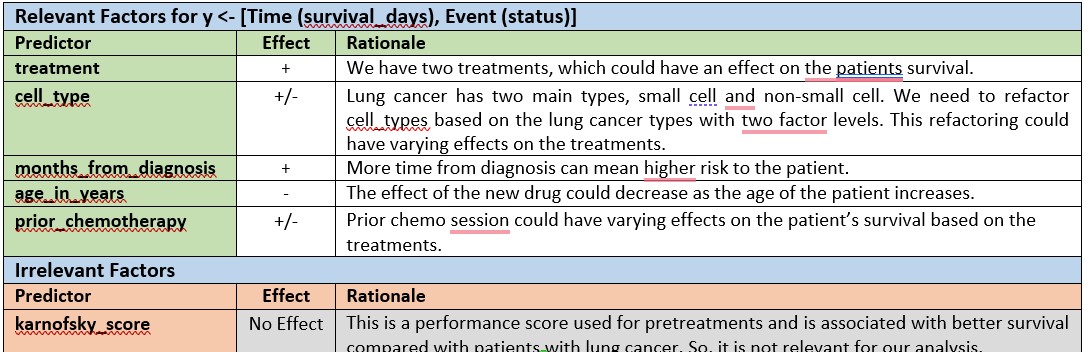 Relevant Factors for y <- [Time (survival_days), Event (status)]
Predictor Effect Rationale
treatment + We have two treatments, which could have an effect on the patients survival.
cell_type +/- Lung cancer has two main types, small cell and non-small cell. We need to refactor
cell_types based on the lung cancer types with two factor levels. This refactoring could
have varying effects on the treatments.
months_from_diagnosis + More time from diagnosis can mean higher risk to the patient.
age_in_years - The effect of the new drug could decrease as the age of the patient increases.
prior_chemotherapy +/- Prior chemo session could have varying effects on the patient’s survival based on the
treatments.
Irrelevant Factors
Predictor Effect Rationale
karnofsky_score No Effect This is a performance score used for pretreatments and is associated with better survival
compared with patients with lung cancer. So, it is not relevant for our analysis.